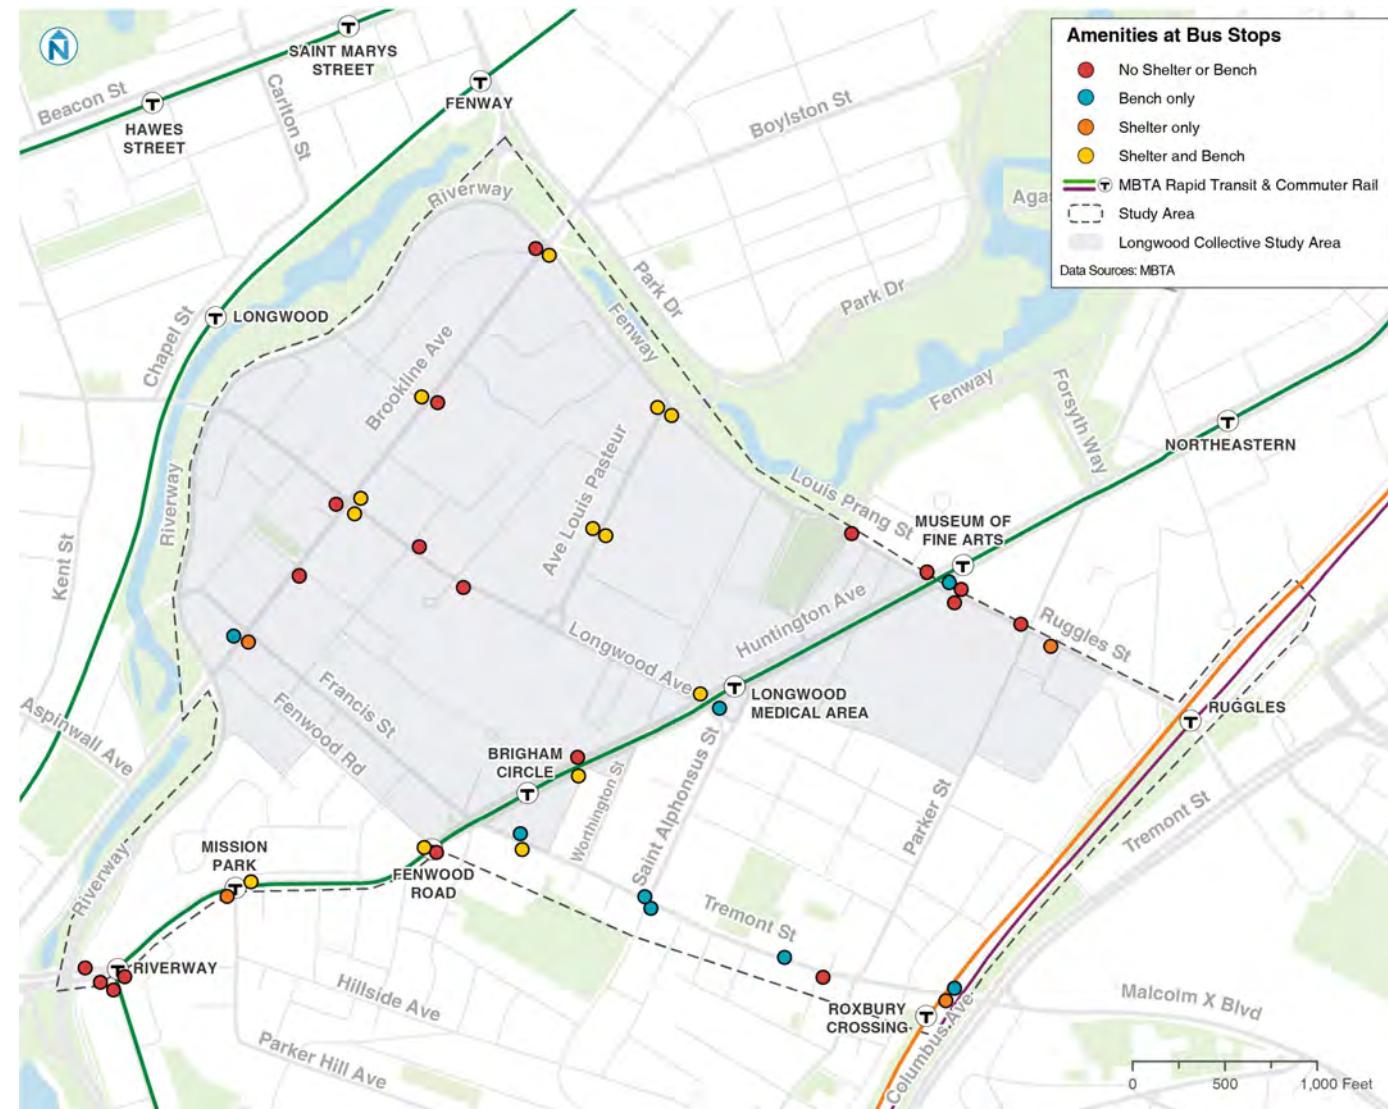 N
T
SAINT MARYS
STREET
T
FENWAY
Beacon St
T
HAWES
STREET
Carlton St
Boylston St
Amenities at Bus Stops
No Shelter or Bench
Bench only
Shelter only
Shelter and Bench
T MBTA Rapid Transit & Commuter Rail
Study Area
Longwood Collective Study Area
Data Sources: MBTA
Riverway
Park Dr
Park Dr
T LONGWOOD
Chapel St
Fenway
Brookline Ave
Fenway
Forsyth Way
T
NORTHEASTERN
Riverway
Ave Louis Pasteur
Louis Prang St
MUSEUM OF
FINE ARTS
T
Kent St
Huntington Ave
Ruggles St
Longwood Ave
Francis St
Fenwood Rd
T LONGWOOD
MEDICAL AREA
RUGGLES
T
Aspinwall Ave
BRIGHAM
CIRCLE
T
Worthington St
Saint Alphonsus St
Parker St
Tremont St
MISSION
PARK
T
Riverway
T
FENWOOD
ROAD
Tremont St
T RIVERWAY
Hillside Ave
ROXBURY
CROSSING
T
Malcolm X Blvd
Columbus Ave
Parker Hill Ave
0 500 1,000 Feet